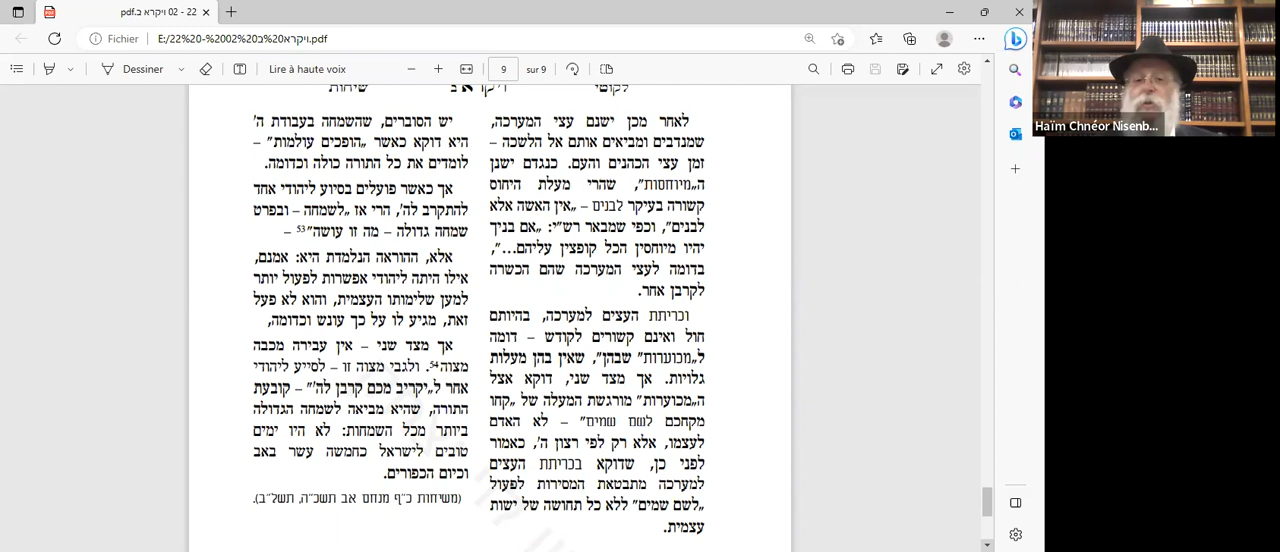 22 - 02 ויקרא ב.pdf
Fichier
E:/22%20-%2002%20ויקרא%20ב.pdf
Dessiner
Lire à haute voix
9
sur 9
Haïm Chnéor Nisenb...
לקוטי
ויקרא ב
שיחות
לאחר מכן ישנם עצי המערכה,
שמנדבים ומביאים אותם אל הלשכה –
זמן עצי הכהנים והעם. כנגדם ישנן
ה„מיוחסות", שהרי מעלת היחוס
קשורה בעיקר לבנים – „אין האשה אלא
לבנים", וכפי שמבאר רש"י: „אם בניך
יהיו מיוחסין הכל קופצין עליהם...",
בדומה לעצי המערכה שהם הכשרה
לקרבן אחר.
וכריתת העצים למערכה, בהיותם
חול ואינם קשורים לקודש – דומה
ל„מכוערות" שבהן", שאין בהן מעלות
גלויות. אך מצד שני, דוקא אצל
ה„מכוערות" מורגשת המעלה של „קחו
מקחכם לשם שמים" – לא האדם
לעצמו, אלא רק לפי רצון ה', כאמור
לפני כן, שדוקא בכריתת העצים
למערכה מתבטאת המסירות לפעול
„לשם שמים" ללא כל תחושה של ישות
עצמית.
יש הסוברים, שהשמחה בעבודת ה'
היא דוקא כאשר „הופכים עולמות" –
לומדים את כל התורה כולה וכדומה.
אך כאשר פועלים בסיוע ליהודי אחד
להתקרב לה', הרי אז „לשמחה – ובפרט
שמחה גדולה – מה זו עושה"53 –
אלא, ההוראה הנלמדת היא: אמנם,
אילו היתה ליהודי אפשרות לפעול יותר
למען שלימותו העצמית, והוא לא פעל
זאת, מגיע לו על כך עונש וכדומה,
אך מצד שני – אין עבירה מכבה
מצוה54. ולגבי מצוה זו – לסייע ליהודי
אחר ל„יקריב מכם קרבן לה'" – קובעת
התורה, שהיא מביאה לשמחה הגדולה
ביותר מכל השמחות: לא היו ימים
טובים לישראל כחמשה עשר באב
וכיום הכפורים.
(משיחות כ"ף מנחם אב תשכ"ה, תשל"ב).